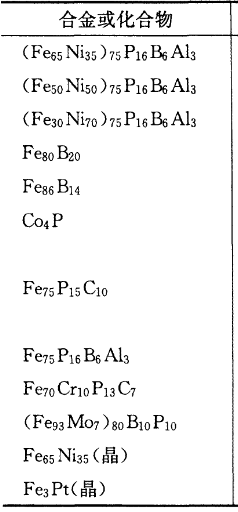 合金或化合物
(Fe₆₅Ni₃₅)₇₅P₁₆B₆Al₃
(Fe₅₀Ni₅₀)₇₅P₁₆B₆Al₃
(Fe₃₀Ni₇₀)₇₅P₁₆B₆Al₃
Fe₈₀B₂₀
Fe₈₆B₁₄
Co₄P
Fe₇₅P₁₅C₁₀
Fe₇₅P₁₆B₆Al₃
Fe₇₀Cr₁₀P₁₃C₇
(Fe₉₃Mo₇)₈₀B₁₀P₁₀
Fe₆₅Ni₃₅(晶)
Fe₃Pt(晶)